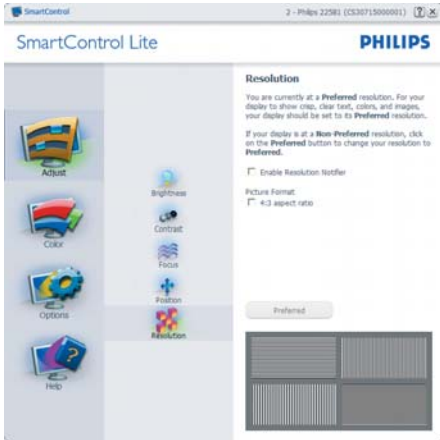 SmartControl
2 - Philips 225B1 (CS30715000001)
SmartControl Lite
PHILIPS
Adjust
Color
Options
Help
Brightness
Contrast
Focus
Position
Resolution
Resolution
You are currently at a Preferred resolution. For your
display to show crisp, clear text, colors, and images,
your display should be set to its Preferred resolution.
If your display is at a Non-Preferred resolution, click
on the Preferred button to change your resolution to
Preferred.
Enable Resolution Notifier
Picture Format
4:3 aspect ratio
Preferred